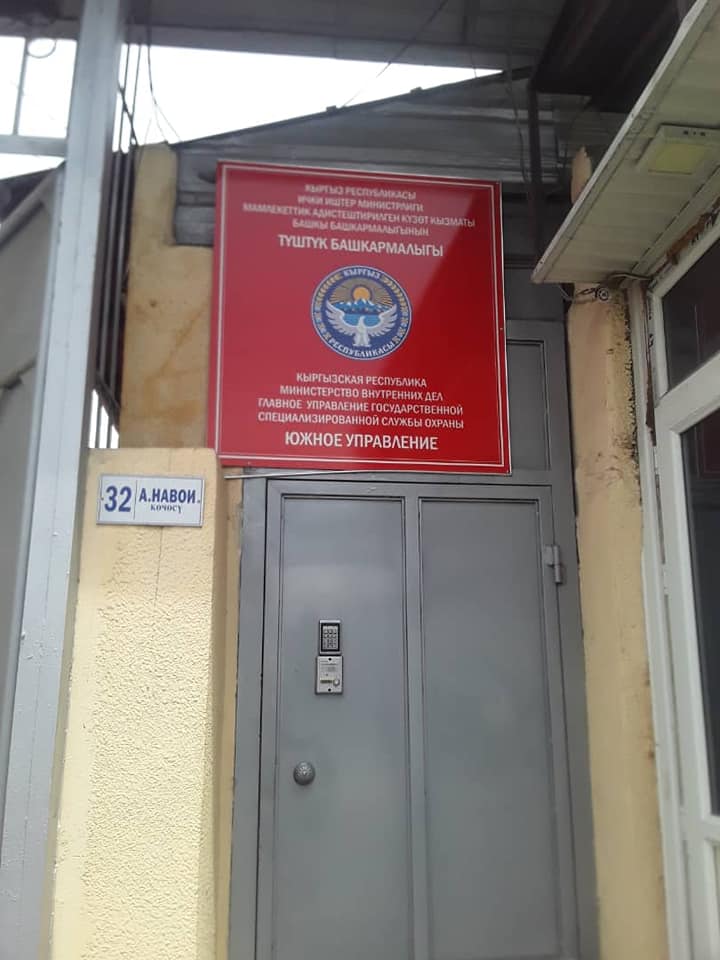 КЫРГЫЗ РЕСПУБЛИКАСЫ
ИЧКИ ИШТЕР МИНИСТРЛИГИ
МАМЛЕКЕТТИК АДИСТЕШТИРИЛГЕН КҮЗӨТ КЫЗМАТЫ
БАШКЫ БАШКАРМАЛЫГЫНЫН
ТҮШТҮК БАШКАРМАЛЫГЫ
КЫРГЫЗ
РЕСПУБЛИКАСЫ
КЫРГЫЗСКАЯ РЕСПУБЛИКА
МИНИСТЕРСТВО ВНУТРЕННИХ ДЕЛ
ГЛАВНОЕ УПРАВЛЕНИЕ ГОСУДАРСТВЕННОЙ
СПЕЦИАЛИЗИРОВАННОЙ СЛУЖБЫ ОХРАНЫ
ЮЖНОЕ УПРАВЛЕНИЕ
32 А.НАВОИ
көчөсү